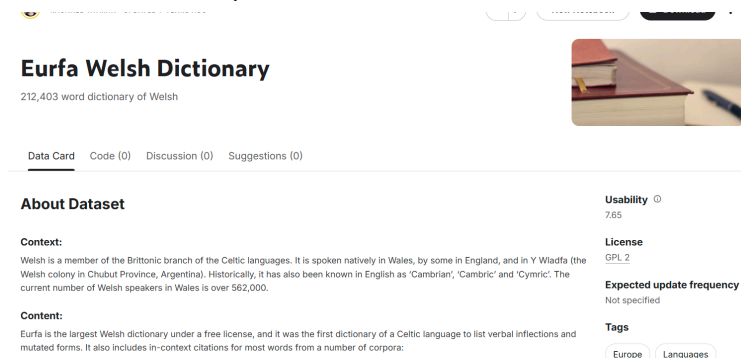 Eurfa Welsh Dictionary
212,403 word dictionary of Welsh
Data Card Code (0) Discussion (0) Suggestions (0)
About Dataset
Context:
Welsh is a member of the Brittonic branch of the Celtic languages. It is spoken natively in Wales, by some in England, and in Y Wladfa (the
Welsh colony in Chubut Province, Argentina). Historically, it has also been known in English as ‘Cambrian’, ‘Cambric’ and ‘Cymric’. The
current number of Welsh speakers in Wales is over 562,000.
Content:
Eurfa is the largest Welsh dictionary under a free license, and it was the first dictionary of a Celtic language to list verbal inflections and
mutated forms. It also includes in-context citations for most words from a number of corpora:
Usability
7.65
License
GPL 2
Expected update frequency
Not specified
Tags
Europe Languages